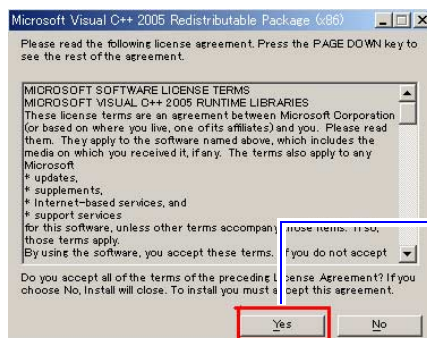 Microsoft Visual C++ 2005 Redistributable Package (x86)
Please read the following license agreement. Press the PAGE DOWN key to
see the rest of the agreement.
MICROSOFT SOFTWARE LICENSE TERMS
MICROSOFT VISUAL C++ 2005 RUNTIME LIBRARIES
These license terms are an agreement between Microsoft Corporation
(or based on where you live, one of its affiliates) and you. Please read
them. They apply to the software named above, which includes the
media on which you received it, if any. The terms also apply to any
Microsoft
* updates,
* supplements,
* Internet-based services, and
* support services
for this software, unless other terms accompany those items. If so,
those terms apply.
By using the software, you accept these terms. If you do not accept
Do you accept all of the terms of the preceding License Agreement? If you
choose No, Install will close. To install you must accept this agreement.
Yes
No